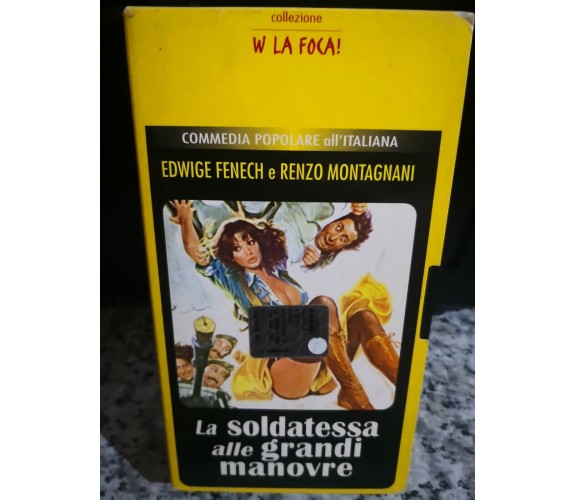 collezione
W LA FOCA!
COMMEDIA POPOLARE all'ITALIANA
EDWIGE FENECH e RENZO MONTAGNANI
La soldatessa
alle grandi
manovre